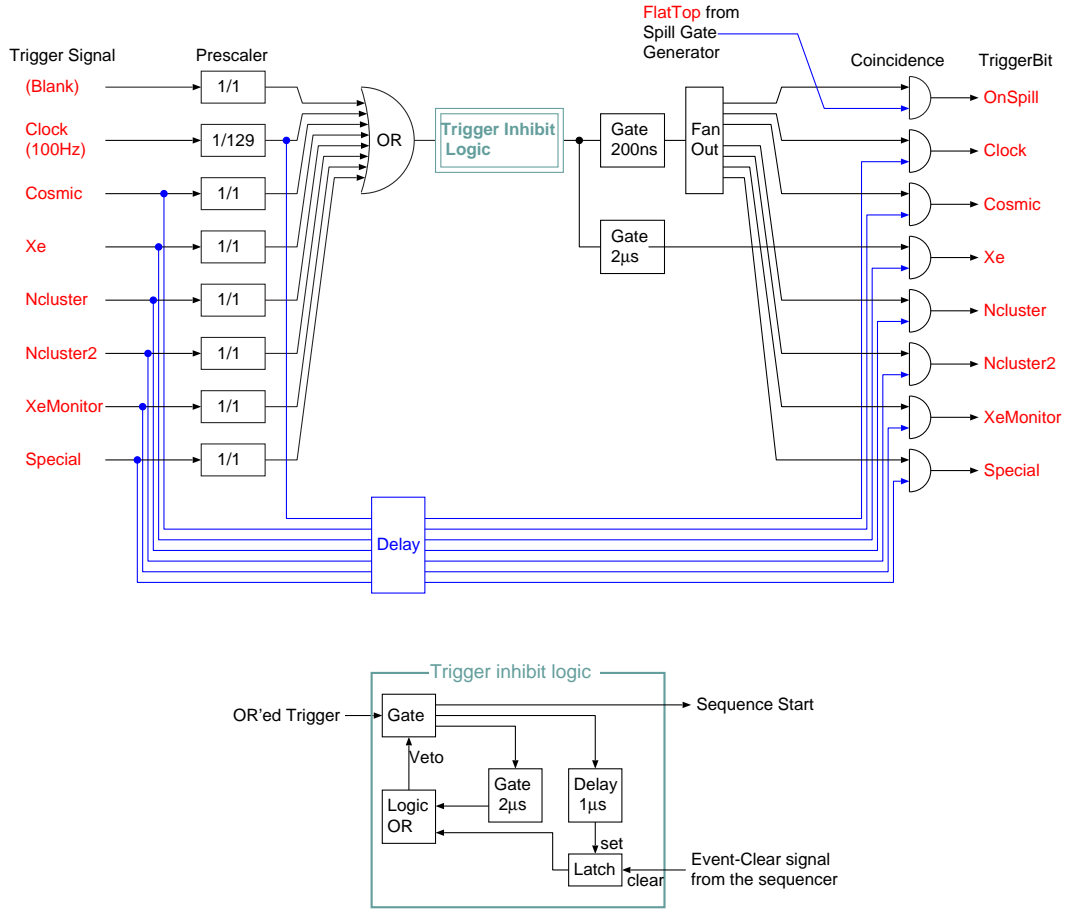 FlatTop from
Spill Gate
Generator
Trigger Signal
Prescaler
Coincidence
TriggerBit
(Blank)
1/1
Clock
(100Hz)
1/129
Cosmic
1/1
Xe
1/1
Ncluster
1/1
Ncluster2
1/1
XeMonitor
1/1
Special
1/1
OR
Trigger Inhibit
Logic
Gate
200ns
Fan
Out
Gate
2μs
OnSpill
Clock
Cosmic
Xe
Ncluster
Ncluster2
XeMonitor
Special
Delay
Trigger inhibit logic
OR'ed Trigger
Gate
Sequence Start
Veto
Gate
2μs
Delay
1μs
Logic
OR
set
Latch
clear
Event-Clear signal
from the sequencer